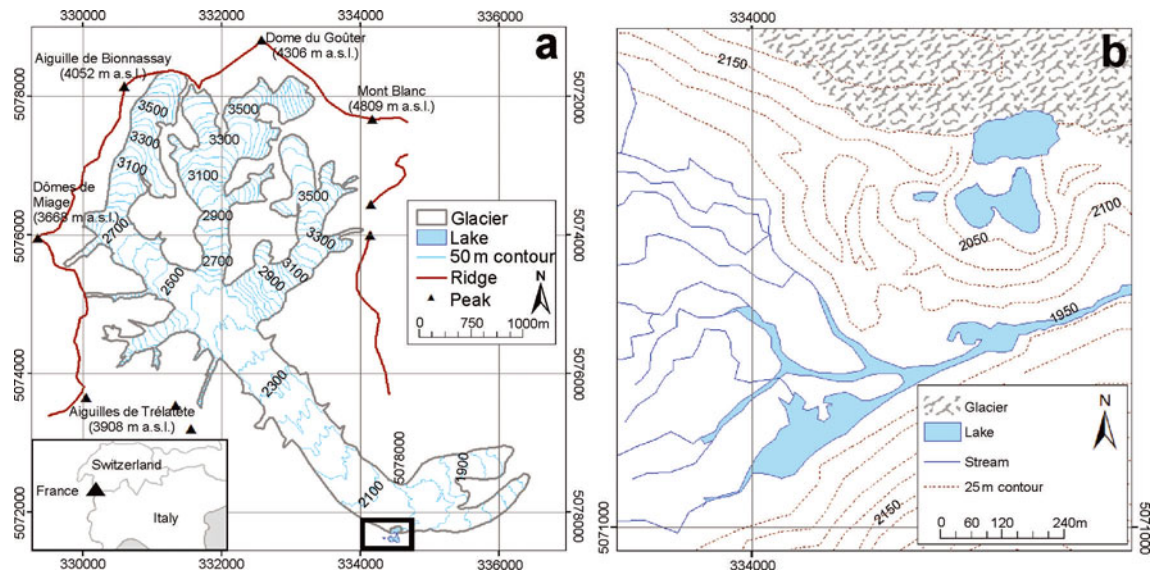 330000
332000
334000
336000
a
Dome du Goûter
(4306 m a.s.l.)
Aiguille de Bionnassay
(4052 m a.s.l.)
Mont Blanc
(4809 m a.s.l.)
5078000
5072000
3500
3500
3300
3300
3100
3100
3500
Dômes de
Miage
(3668 m a.s.l.)
2900
2700
3300
5076000
5074000
2700
3100
2500
2900
Glacier
Lake
50 m contour
Ridge
Peak
N
0 750 1000m
5074000
5076000
2300
Aiguilles de Trélatête
(3908 m a.s.l.)
5078000
1900
2100
5072000
5078000
Switzerland
France
Italy
330000
332000
334000
336000
334000
b
2150
2100
2050
1950
Glacier
Lake
Stream
25 m contour
N
0 60 120 240m
2150
5071000
5071000
334000